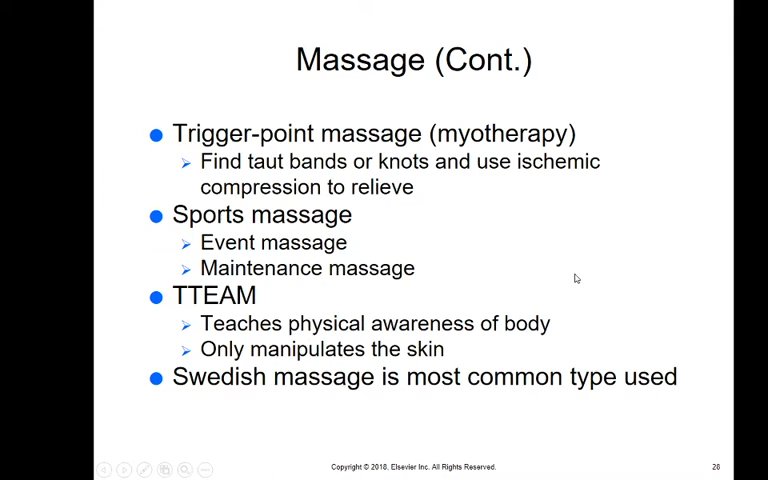 Massage (Cont.)
Trigger-point massage (myotherapy)
Find taut bands or knots and use ischemic
compression to relieve
Sports massage
Event massage
Maintenance massage
TTEAM
Teaches physical awareness of body
Only manipulates the skin
Swedish massage is most common type used
Copyright © 2018, Elsevier Inc. All Rights Reserved.
28